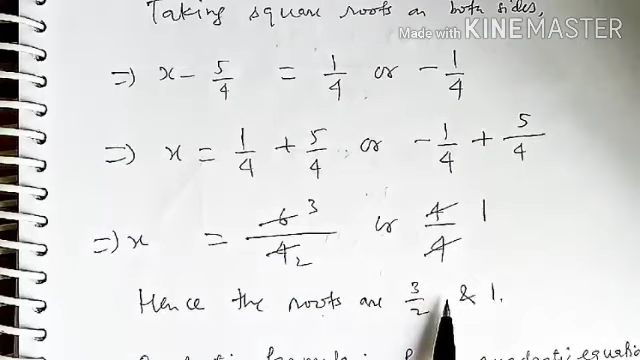 Taking square roots on both sides,
Made with KINEMASTER
=) x - 5/4 = 1/4 or - 1/4
=) x = 1/4 + 5/4 or - 1/4 + 5/4
=) x = 6 3 / 4 2 or 4/4 1
Hence the roots are 3/2 & 1.